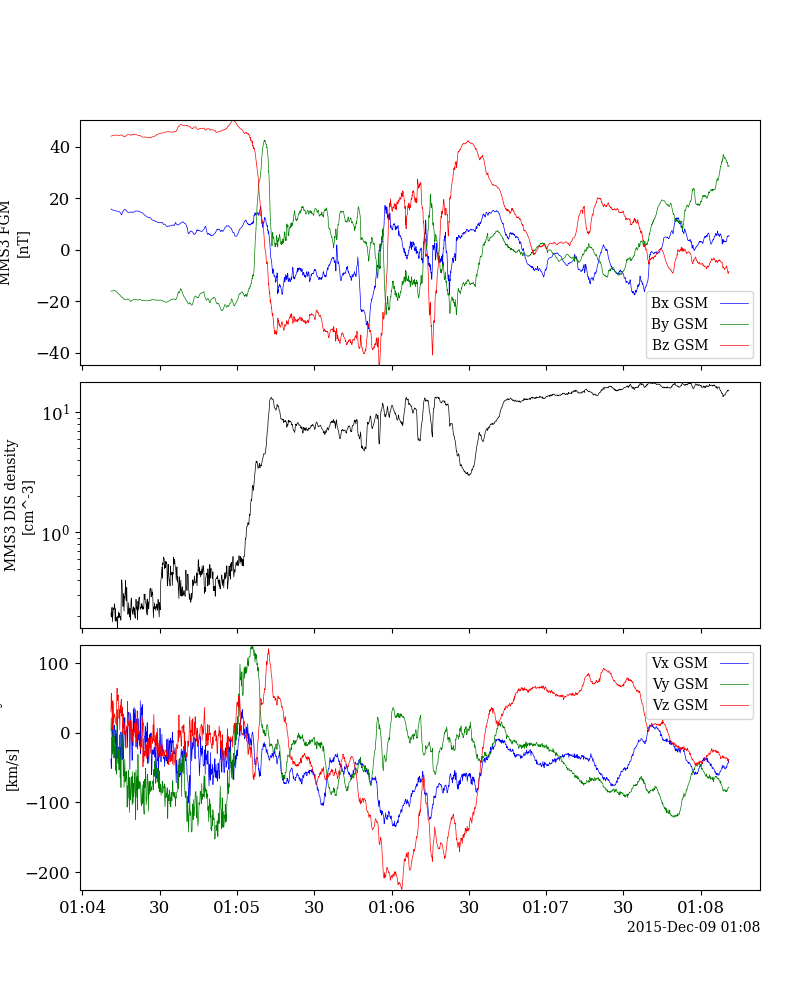 40
20
0
−20
−40
MMS3 FGM
[nT]
Bx GSM
By GSM
Bz GSM
10^1
10^0
MMS3 DIS density
[cm^-3]
100
0
−100
−200
[km/s]
Vx GSM
Vy GSM
Vz GSM
01:04 30 01:05 30 01:06 30 01:07 30 01:08
2015-Dec-09 01:08